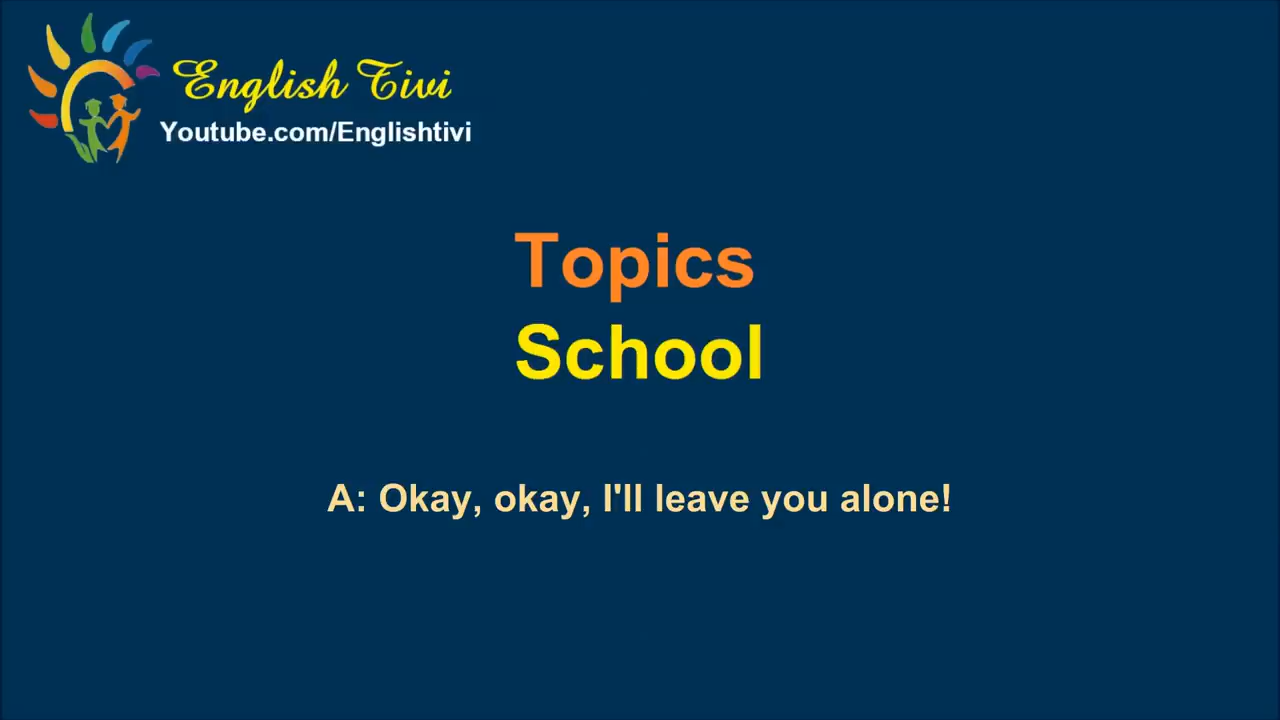 English Tivi
Youtube.com/Englishtivi
Topics
School
A: Okay, okay, I'll leave you alone!